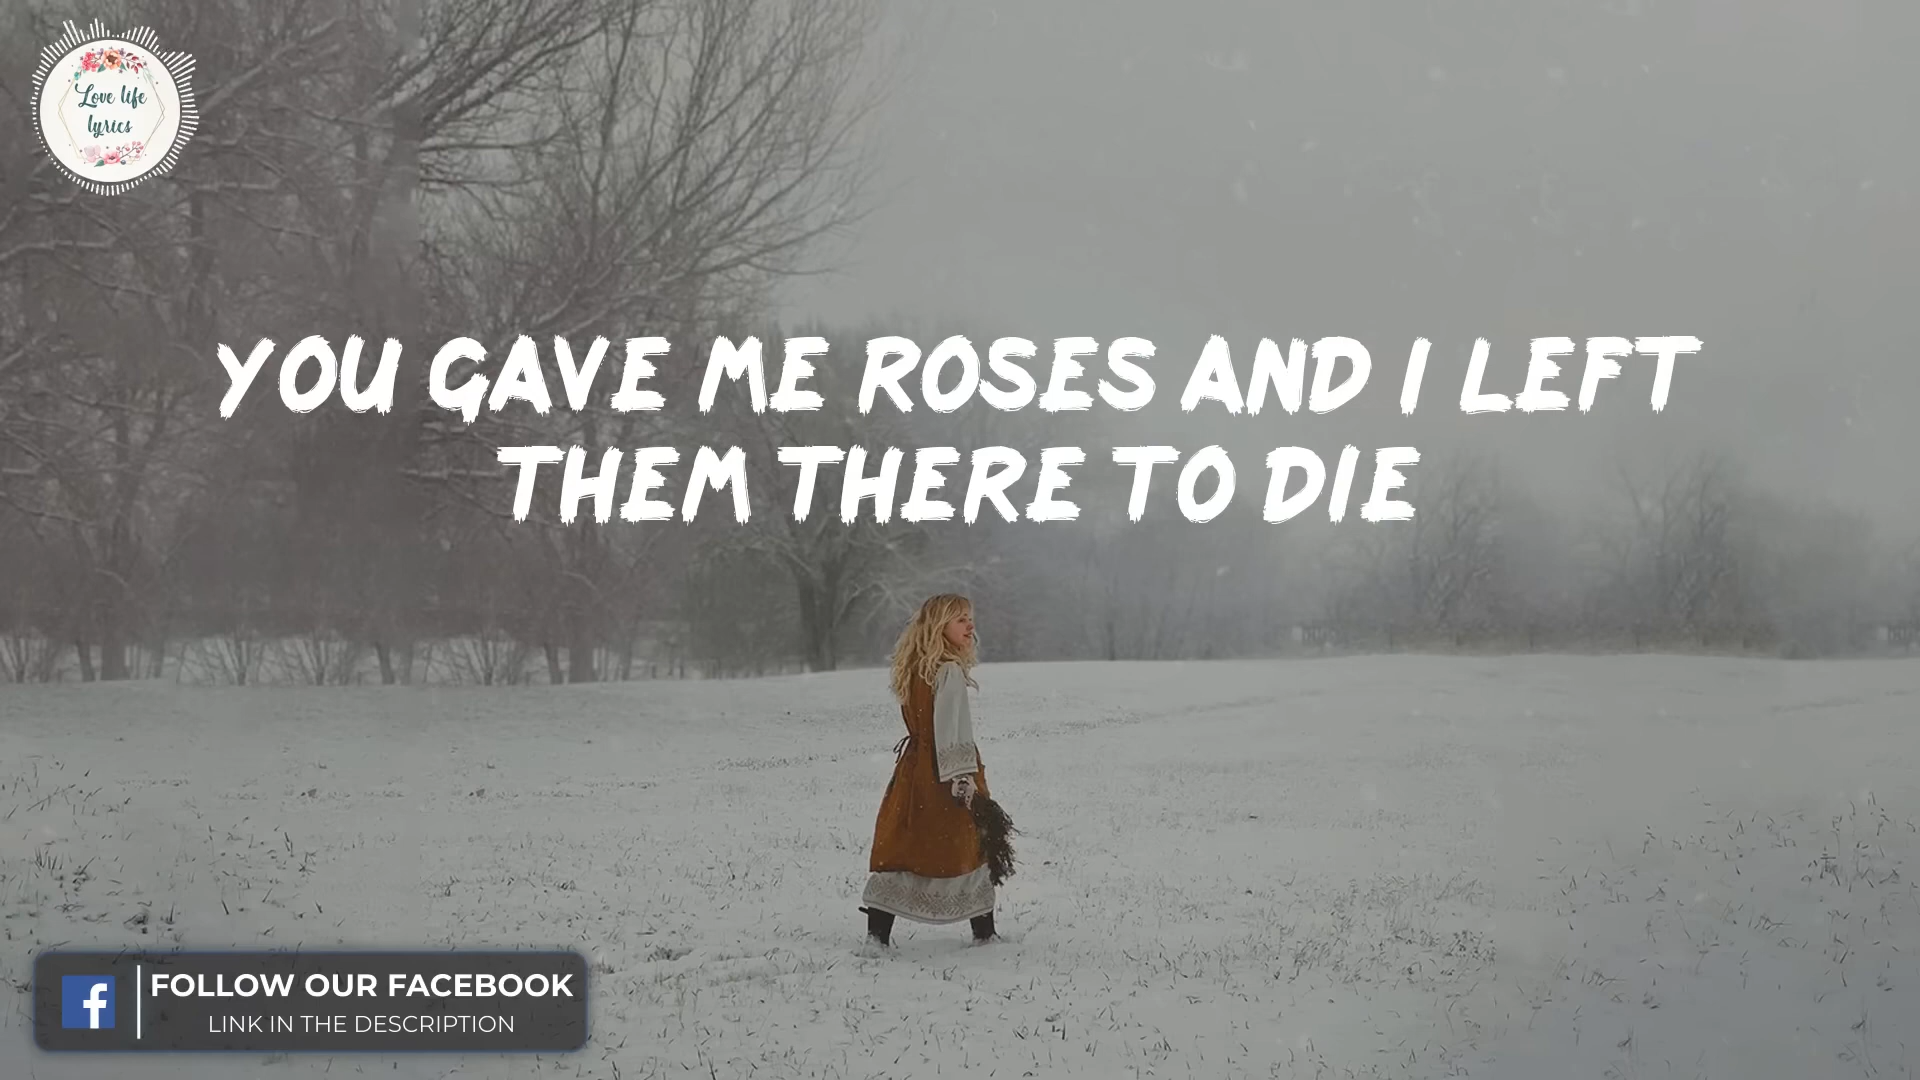 Love life
lyrics
YOU GAVE ME ROSES AND I LEFT
THEM THERE TO DIE
FOLLOW OUR FACEBOOK
LINK IN THE DESCRIPTION